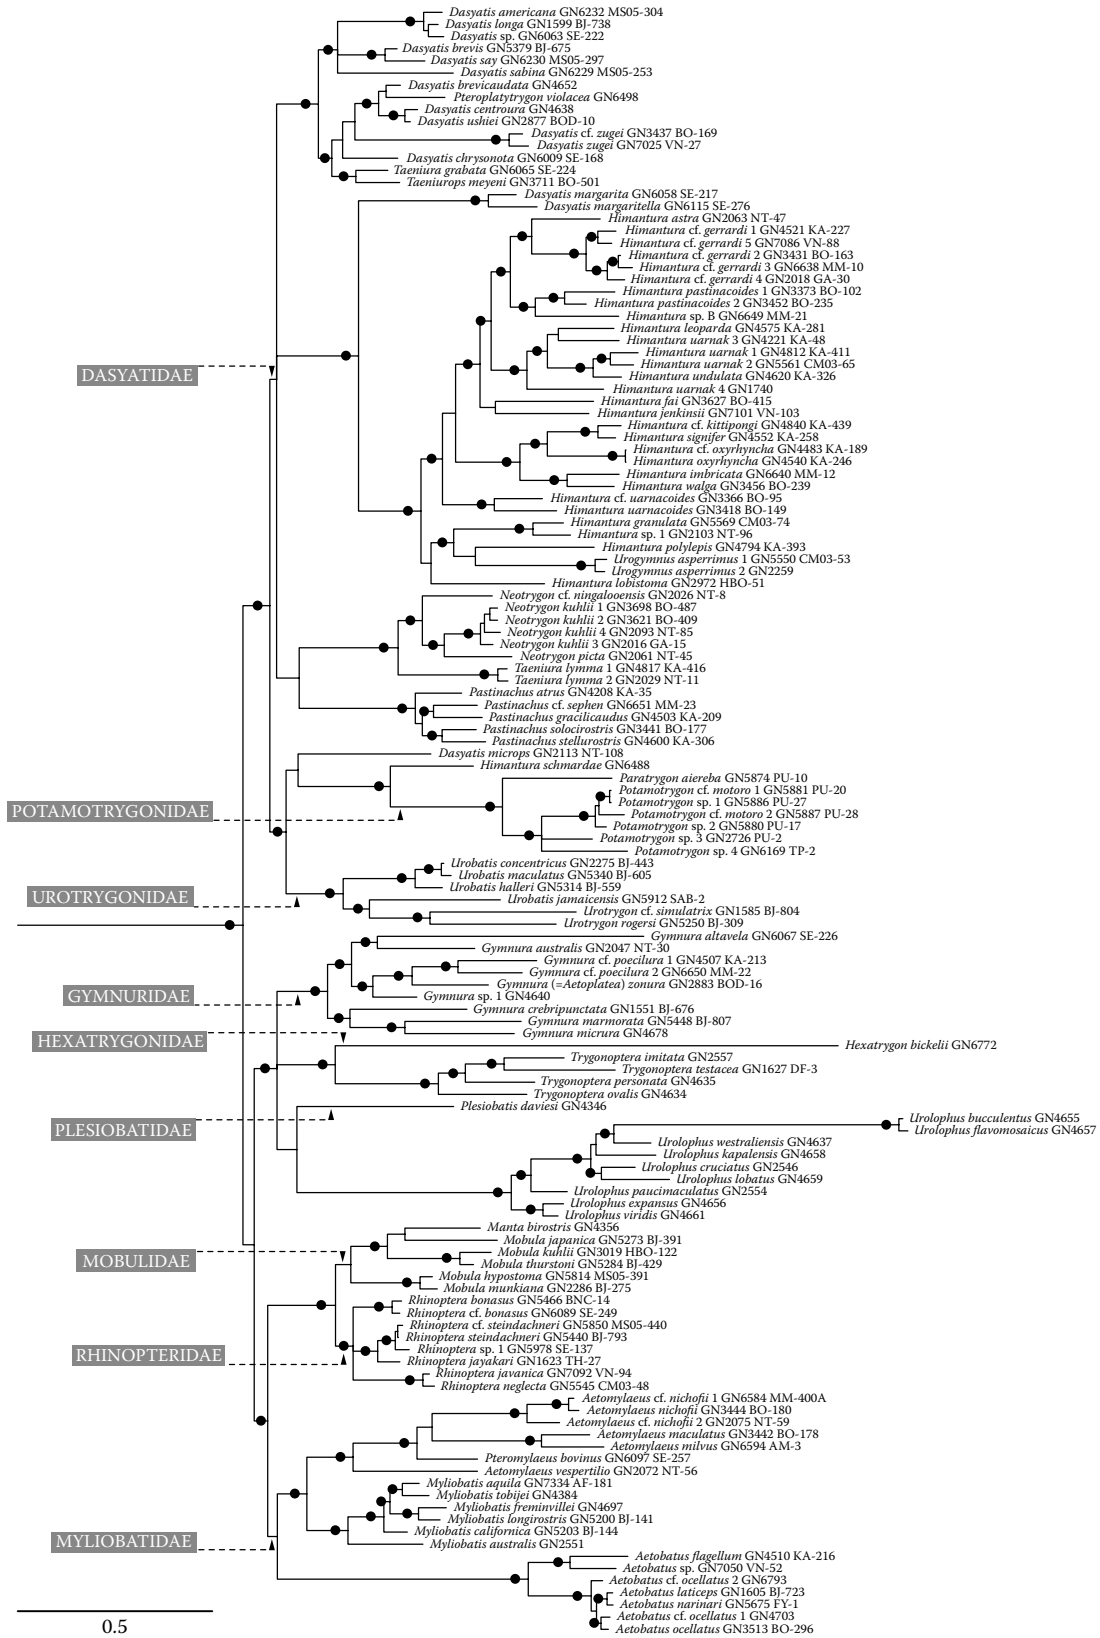 Dasyatis americana GN6232 MS05-304
Dasyatis longa GN1599 BJ-738
Dasyatis sp. GN6063 SE-222
Dasyatis brevis GN5379 BJ-675
Dasyatis say GN6230 MS05-297
Dasyatis sabina GN6229 MS05-253
Dasyatis brevicaudata GN4652
Pteroplatytrygon violacea GN6498
Dasyatis centroura GN4638
Dasyatis ushiei GN2877 BOD-10
Dasyatis cf. zugei GN3437 BO-169
Dasyatis zugei GN7025 VN-27
Dasyatis chrysonota GN6009 SE-168
Taeniura grabata GN6065 SE-224
Taeniurops meyeni GN3711 BO-501
Dasyatis margarita GN6058 SE-217
Dasyatis margaritella GN6115 SE-276
Himantura astra GN2063 NT-47
Himantura cf. gerrardi 1 GN4521 KA-227
Himantura cf. gerrardi 5 GN7086 VN-88
Himantura cf. gerrardi 2 GN3431 BO-163
Himantura cf. gerrardi 3 GN6638 MM-10
Himantura cf. gerrardi 4 GN2018 GA-30
Himantura pastinacoides 1 GN3373 BO-102
Himantura pastinacoides 2 GN3452 BO-235
Himantura sp. B GN6649 MM-21
Himantura leoparda GN4575 KA-281
Himantura uarnak 3 GN4221 KA-48
Himantura uarnak 1 GN4812 KA-411
Himantura uarnak 2 GN5561 CM03-65
DASYATIDAE
Himantura undulata GN4620 KA-326
Himantura uarnak 4 GN1740
Himantura fai GN3627 BO-415
Himantura jenkinsii GN7101 VN-103
Himantura cf. kittipongi GN4840 KA-439
Himantura signifer GN4552 KA-258
Himantura cf. oxyrhyncha GN4483 KA-189
Himantura oxyrhyncha GN4540 KA-246
Himantura imbricata GN6640 MM-12
Himantura walga GN3456 BO-239
Himantura cf. uarnacoides GN3366 BO-95
Himantura uarnacoides GN3418 BO-149
Himantura granulata GN5569 CM03-74
Himantura sp. 1 GN2103 NT-96
Himantura polylepis GN4794 KA-393
Urogymnus asperrimus 1 GN5550 CM03-53
Urogymnus asperrimus 2 GN2259
Himantura lobistoma GN2972 HBO-51
Neotrygon cf. ningalooensis GN2026 NT-8
Neotrygon kuhlii 1 GN3698 BO-487
Neotrygon kuhlii 2 GN3621 BO-409
Neotrygon kuhlii 4 GN2093 NT-85
Neotrygon kuhlii 3 GN2016 GA-15
Neotrygon picta GN2061 NT-45
Taeniura lymma 1 GN4817 KA-416
Taeniura lymma 2 GN2029 NT-11
Pastinachus atrus GN4208 KA-35
Pastinachus cf. sephen GN6651 MM-23
Pastinachus gracilicaudus GN4503 KA-209
Pastinachus solocirostris GN3441 BO-177
Pastinachus stellurostris GN4600 KA-306
Dasyatis microps GN2113 NT-108
Himantura schmardae GN6488
Paratrygon aiereba GN5874 PU-10
Potamotrygon cf. motoro 1 GN5881 PU-20
Potamotrygon sp. 1 GN5886 PU-27
POTAMOTRYGONIDAE
Potamotrygon cf. motoro 2 GN5887 PU-28
Potamotrygon sp. 2 GN5880 PU-17
Potamotrygon sp. 3 GN2726 PU-2
Potamotrygon sp. 4 GN6169 TP-2
Urobatis concentricus GN2275 BJ-443
Urobatis maculatus GN5340 BJ-605
Urobatis halleri GN5314 BJ-559
UROTRYGONIDAE
Urobatis jamaicensis GN5912 SAB-2
Urotrygon cf. simulatrix GN1585 BJ-804
Urotrygon rogersi GN5250 BJ-309
Gymnura altavela GN6067 SE-226
Gymnura australis GN2047 NT-30
Gymnura cf. poecilura 1 GN4507 KA-213
Gymnura cf. poecilura 2 GN6650 MM-22
Gymnura (=Aetoplatea) zonura GN2883 BOD-16
GYMNURIDAE
Gymnura sp. 1 GN4640
Gymnura crebripunctata GN1551 BJ-676
Gymnura marmorata GN5448 BJ-807
Gymnura micrura GN4678
HEXATRYGONIDAE
Hexatrygon bickelii GN6772
Trygonoptera imitata GN2557
Trygonoptera testacea GN1627 DF-3
Trygonoptera personata GN4635
Trygonoptera ovalis GN4634
Plesiobatis daviesi GN4346
Urolophus bucculentus GN4655
PLESIOBATIDAE
Urolophus flavomosaicus GN4657
Urolophus westraliensis GN4637
Urolophus kapalensis GN4658
Urolophus cruciatus GN2546
Urolophus lobatus GN4659
Urolophus paucimaculatus GN2554
Urolophus expansus GN4656
Urolophus viridis GN4661
Manta birostris GN4356
Mobula japanica GN5273 BJ-391
Mobula kuhlii GN3019 HBO-122
MOBULIDAE
Mobula thurstoni GN5284 BJ-429
Mobula hypostoma GN5814 MS05-391
Mobula munkiana GN2286 BJ-275
Rhinoptera bonasus GN5466 BNC-14
Rhinoptera cf. bonasus GN6089 SE-249
Rhinoptera cf. steindachneri GN5850 MS05-440
Rhinoptera steindachneri GN5440 BJ-793
Rhinoptera sp. 1 GN5978 SE-137
RHINOPTERIDAE
Rhinoptera jayakari GN1623 TH-27
Rhinoptera javanica GN7092 VN-94
Rhinoptera neglecta GN5545 CM03-48
Aetomylaeus cf. nichofii 1 GN6584 MM-400A
Aetomylaeus nichofii GN3444 BO-180
Aetomylaeus cf. nichofii 2 GN2075 NT-59
Aetomylaeus maculatus GN3442 BO-178
Aetomylaeus milvus GN6594 AM-3
Pteromylaeus bovinus GN6097 SE-257
Aetomylaeus vespertilio GN2072 NT-56
Myliobatis aquila GN7334 AF-181
Myliobatis tobijei GN4384
Myliobatis freminvillei GN4697
Myliobatis longirostris GN5200 BJ-141
Myliobatis californica GN5203 BJ-144
MYLIOBATIDAE
Myliobatis australis GN2551
Aetobatus flagellum GN4510 KA-216
Aetobatus sp. GN7050 VN-52
Aetobatus cf. ocellatus 2 GN6793
Aetobatus laticeps GN1605 BJ-723
Aetobatus narinari GN5675 FY-1
Aetobatus cf. ocellatus 1 GN4703
Aetobatus ocellatus GN3513 BO-296
0.5